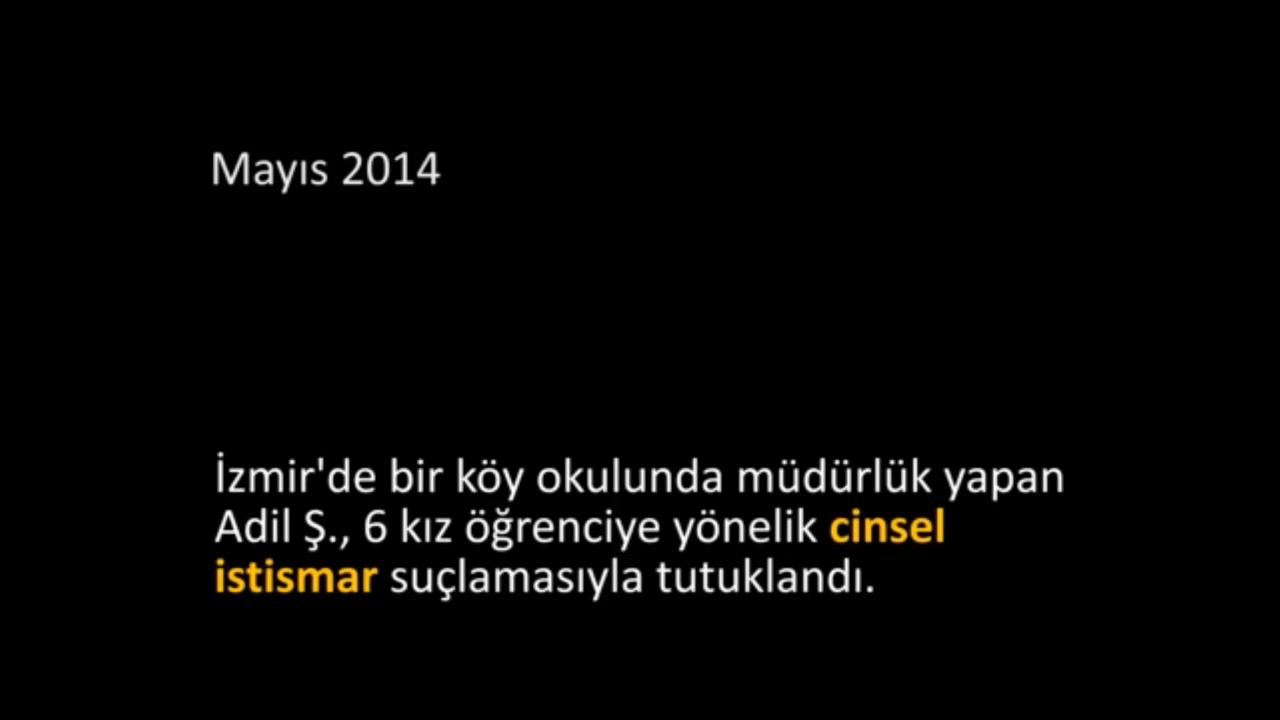 Mayıs 2014
İzmir'de bir köy okulunda müdürlük yapan
Adil Ş., 6 kız öğrenciye yönelik cinsel
istismar suçlamasıyla tutuklandı.